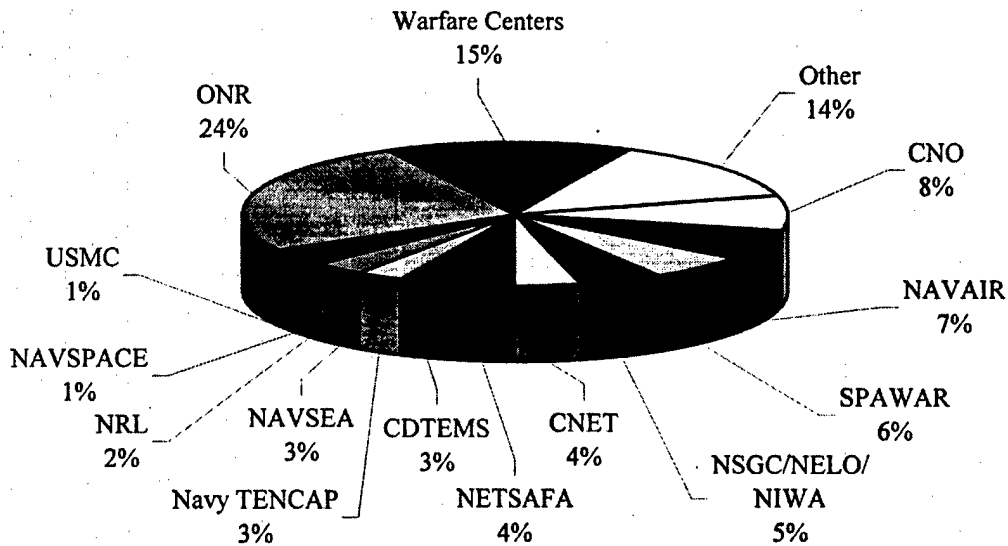 Warfare Centers
15%
Other
14%
ONR
24%
CNO
8%
USMC
1%
NAVAIR
7%
NAVSPACE
1%
SPAWAR
6%
NRL
2%
NAVSEA
3%
CDTEMS
3%
CNET
4%
NSGC/NELO/
NIWA
5%
Navy TENCAP
3%
NETSAFA
4%